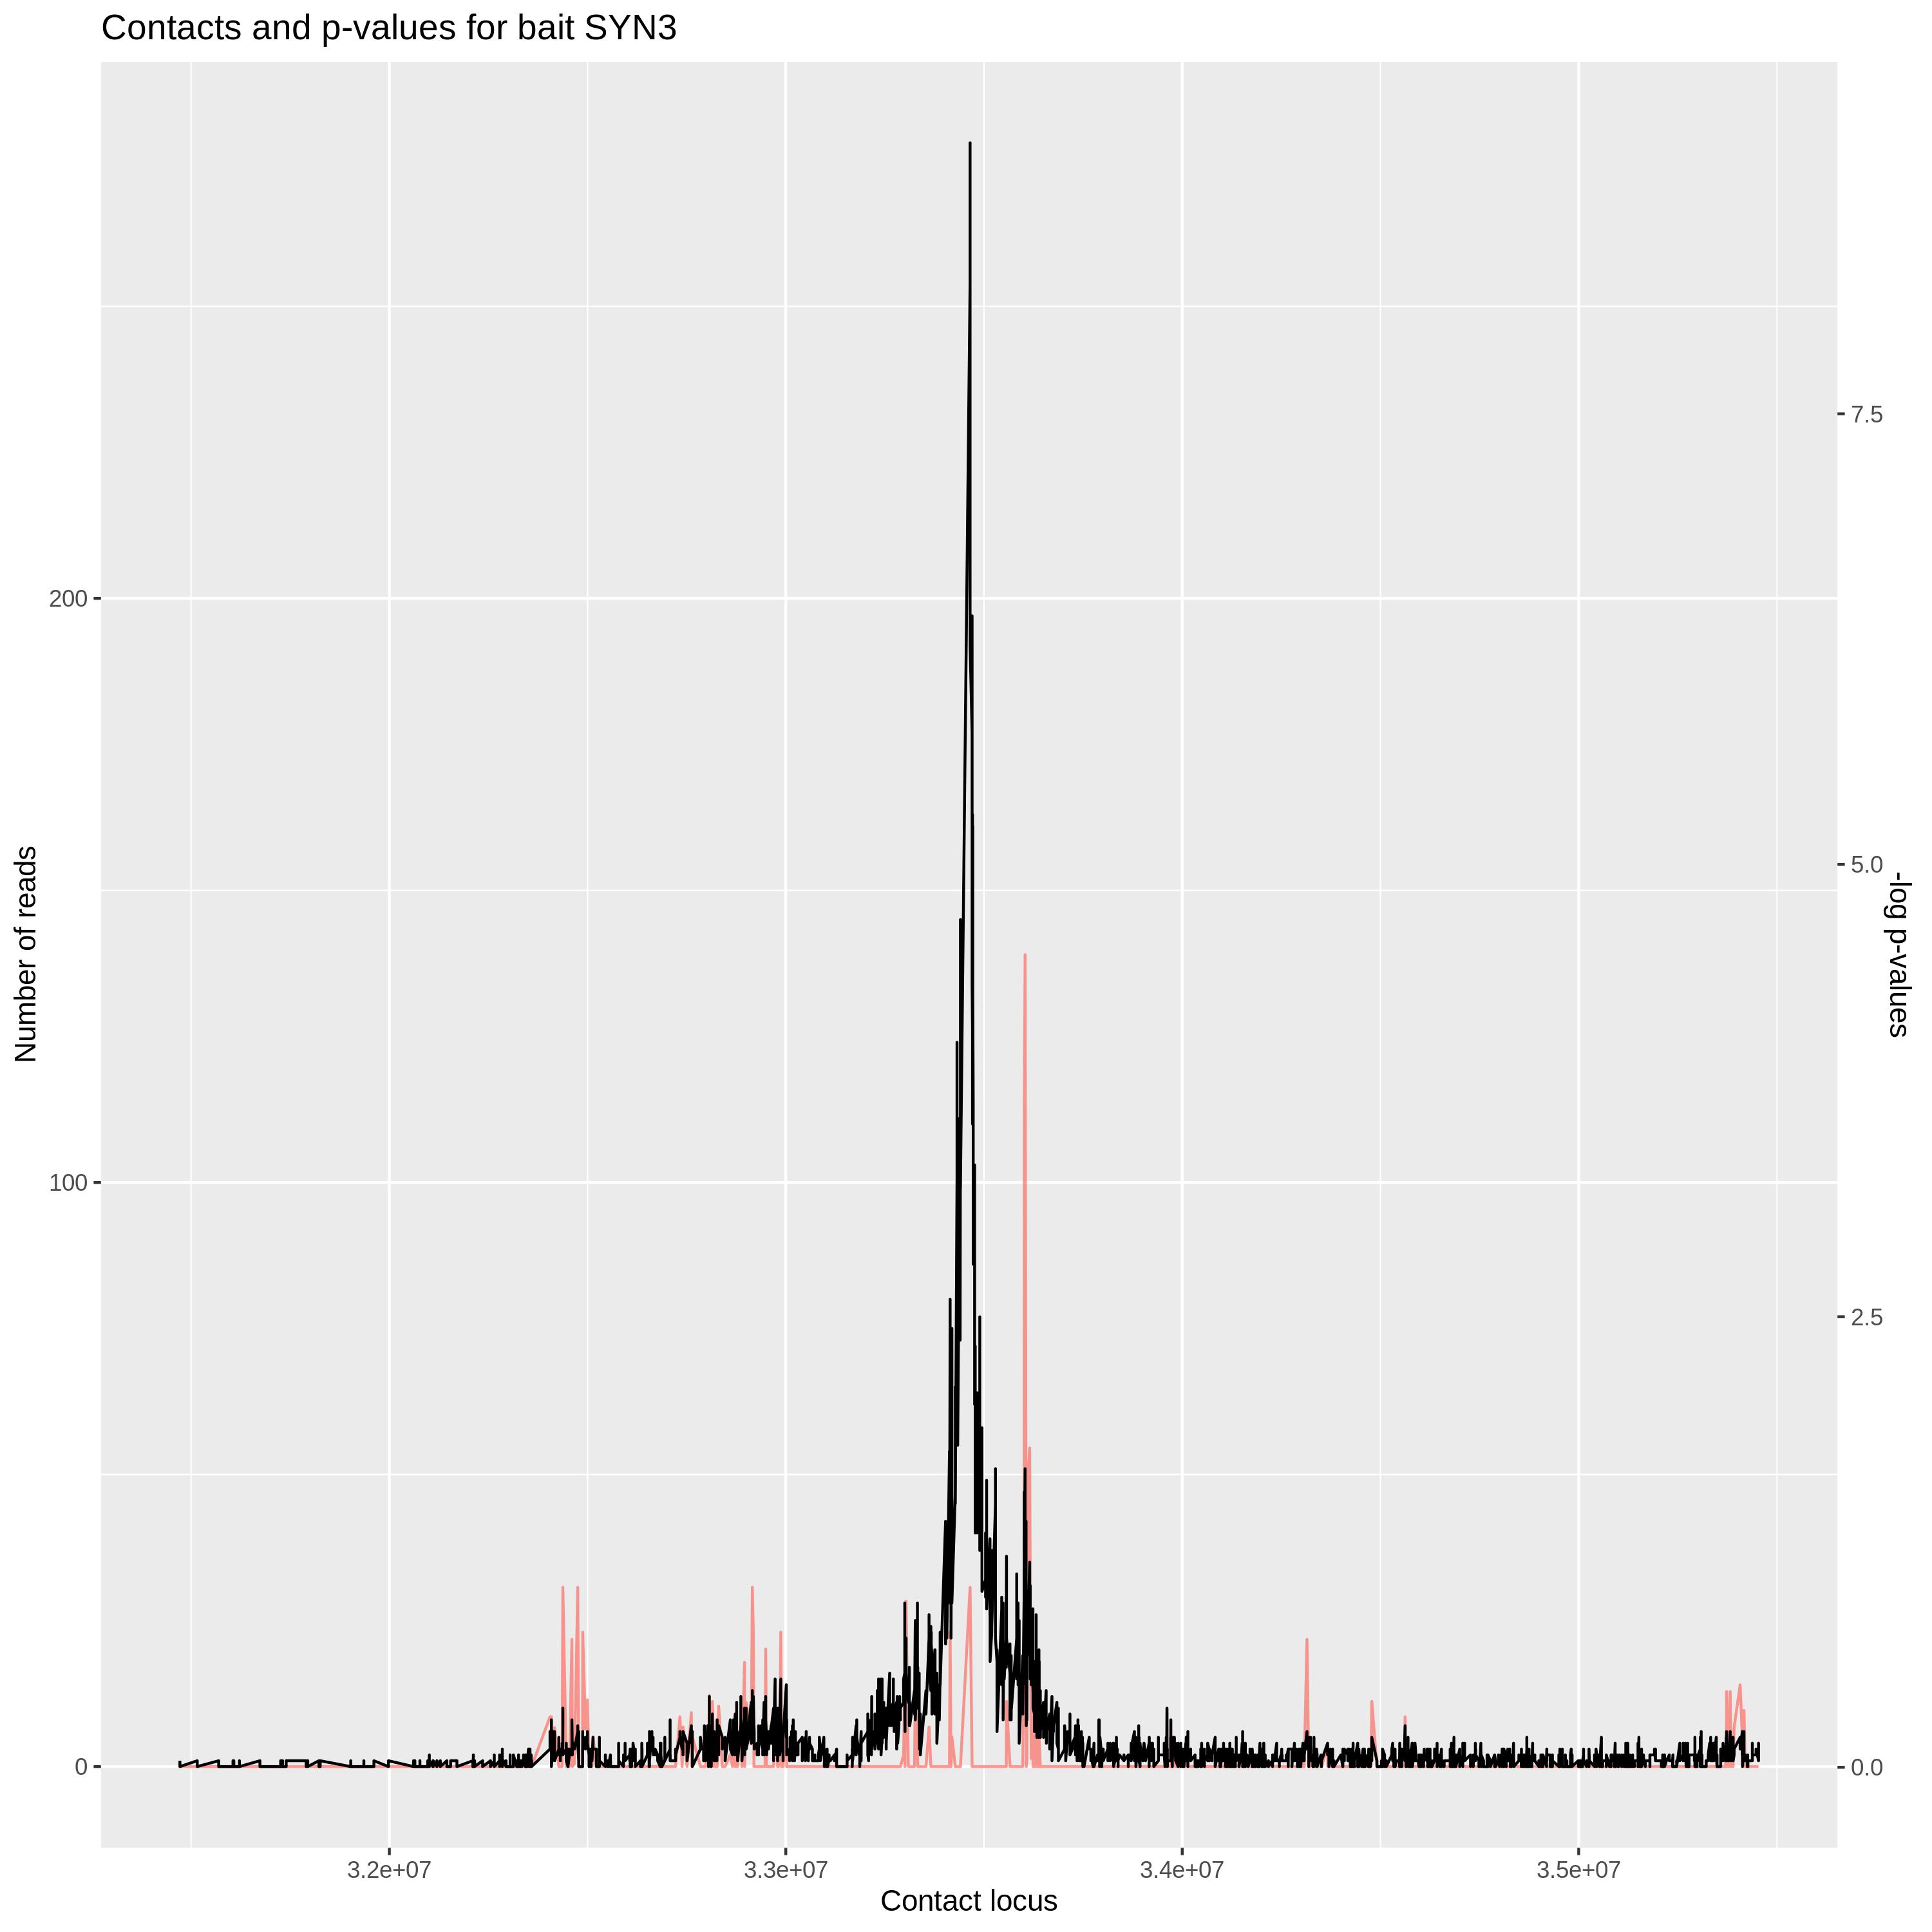 Contacts and p-values for bait SYN3
Number of reads
200
100
0
7.5
5.0
2.5
0.0
-log p-values
3.2e+07
3.3e+07
3.4e+07
3.5e+07
Contact locus